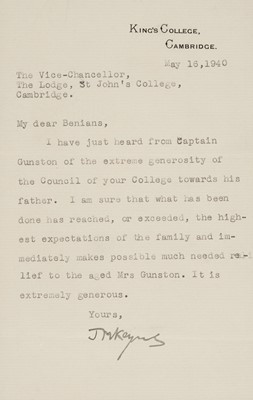 KING'S COLLEGE,
CAMBRIDGE.
May 16,1940
The Vice-Chancellor,
The Lodge, St John's College,
Cambridge.
My dear Benians,
I have just heard from Captain
Gunston of the extreme generosity of
the Council of your College towards his
father. I am sure that what has been
done has reached, or exceeded, the high-
est expectations of the family and im-
mediately makes possible much needed re-
lief to the aged Mrs Gunston. It is
extremely generous.
Yours,
JMKeynes